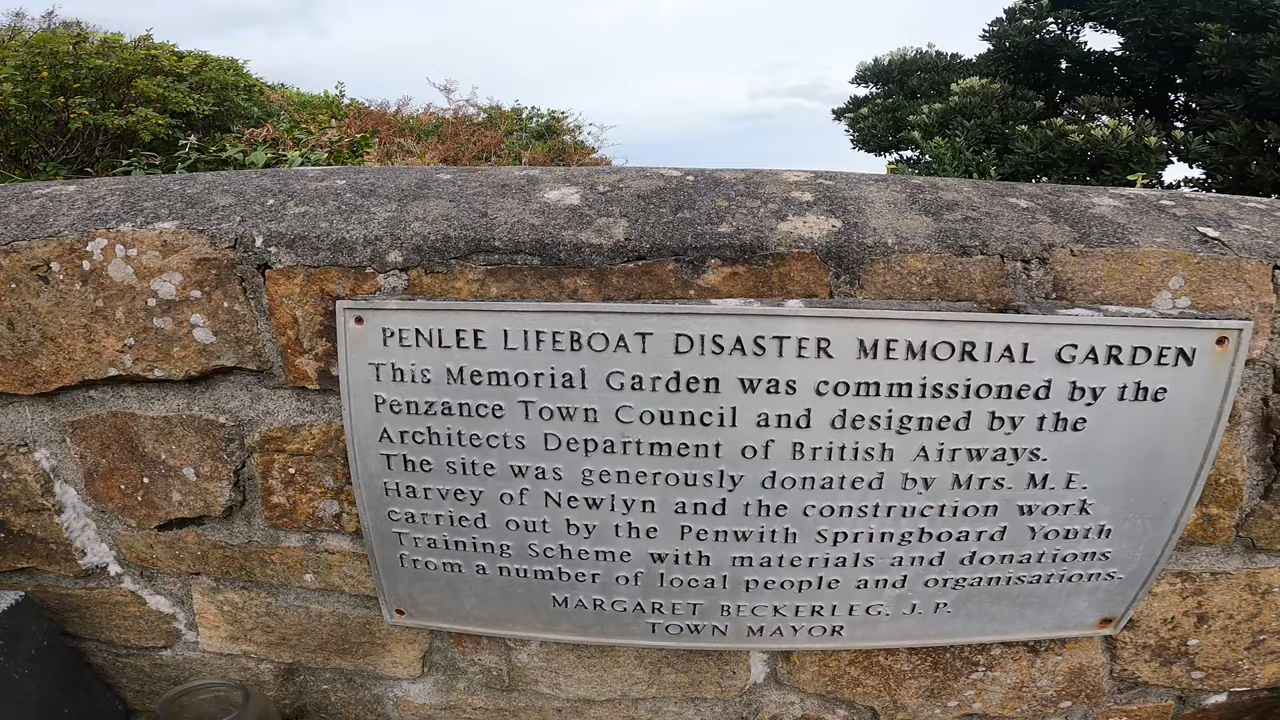 PENLEE LIFEBOAT DISASTER MEMORIAL GARDEN
This Memorial Garden was commissioned by the
Penzance Town Council and designed by the
Architects Department of British Airways.
The site was generously donated by Mrs. M. E.
Harvey of Newlyn and the construction work
carried out by the Penwith Springboard Youth
Training Scheme with materials and donations
from a number of local people and organisations.
MARGARET BECKERLEG, J. P.
TOWN MAYOR